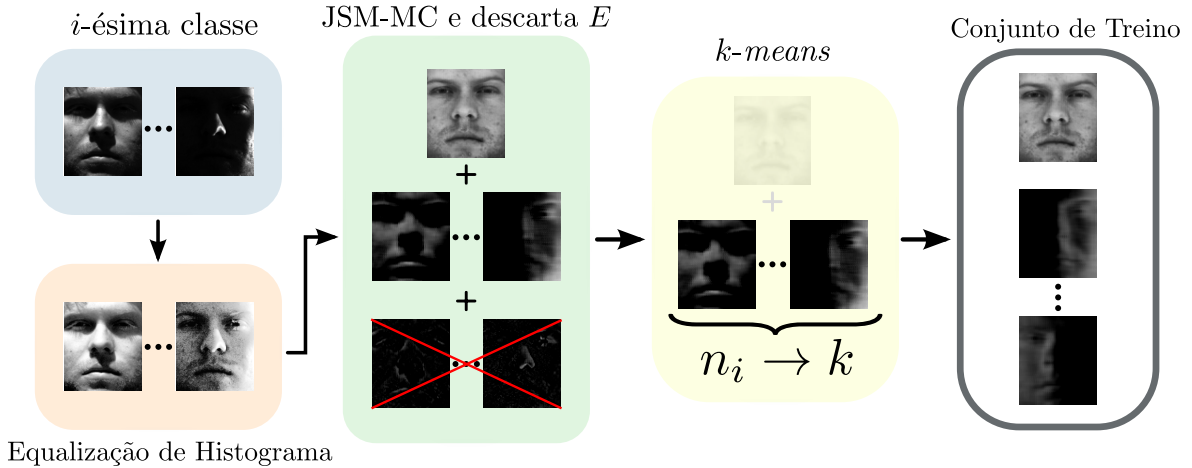 i-ésima classe
JSM-MC e descarta E
k-means
Conjunto de Treino
+
+
+
n_i → k
Equalização de Histograma